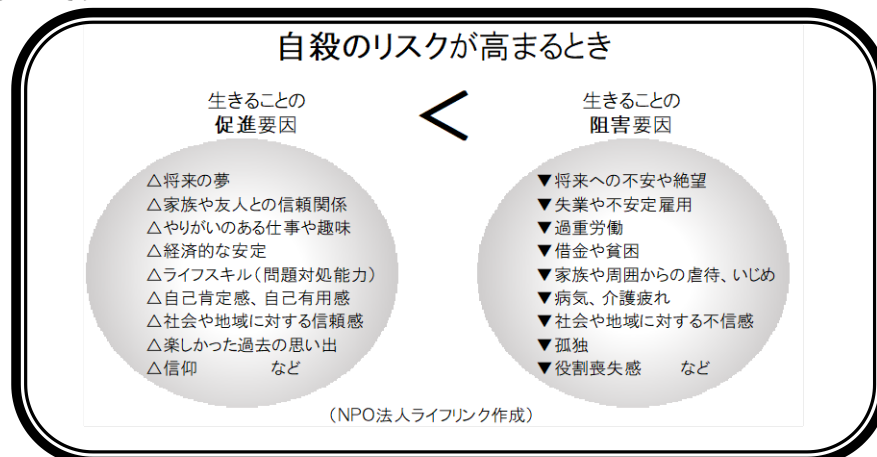 自殺のリスクが高まるとき
生きることの
促進要因
＜
生きることの
阻害要因
△将来の夢
△家族や友人との信頼関係
△やりがいのある仕事や趣味
△経済的な安定
△ライフスキル（問題対処能力）
△自己肯定感、自己有用感
△社会や地域に対する信頼感
△楽しかった過去の思い出
△信仰　　　　など
▼将来への不安や絶望
▼失業や不安定雇用
▼過重労働
▼借金や貧困
▼家族や周囲からの虐待、いじめ
▼病気、介護疲れ
▼社会や地域に対する不信感
▼孤独
▼役割喪失感　　など
（NPO法人ライフリンク作成）